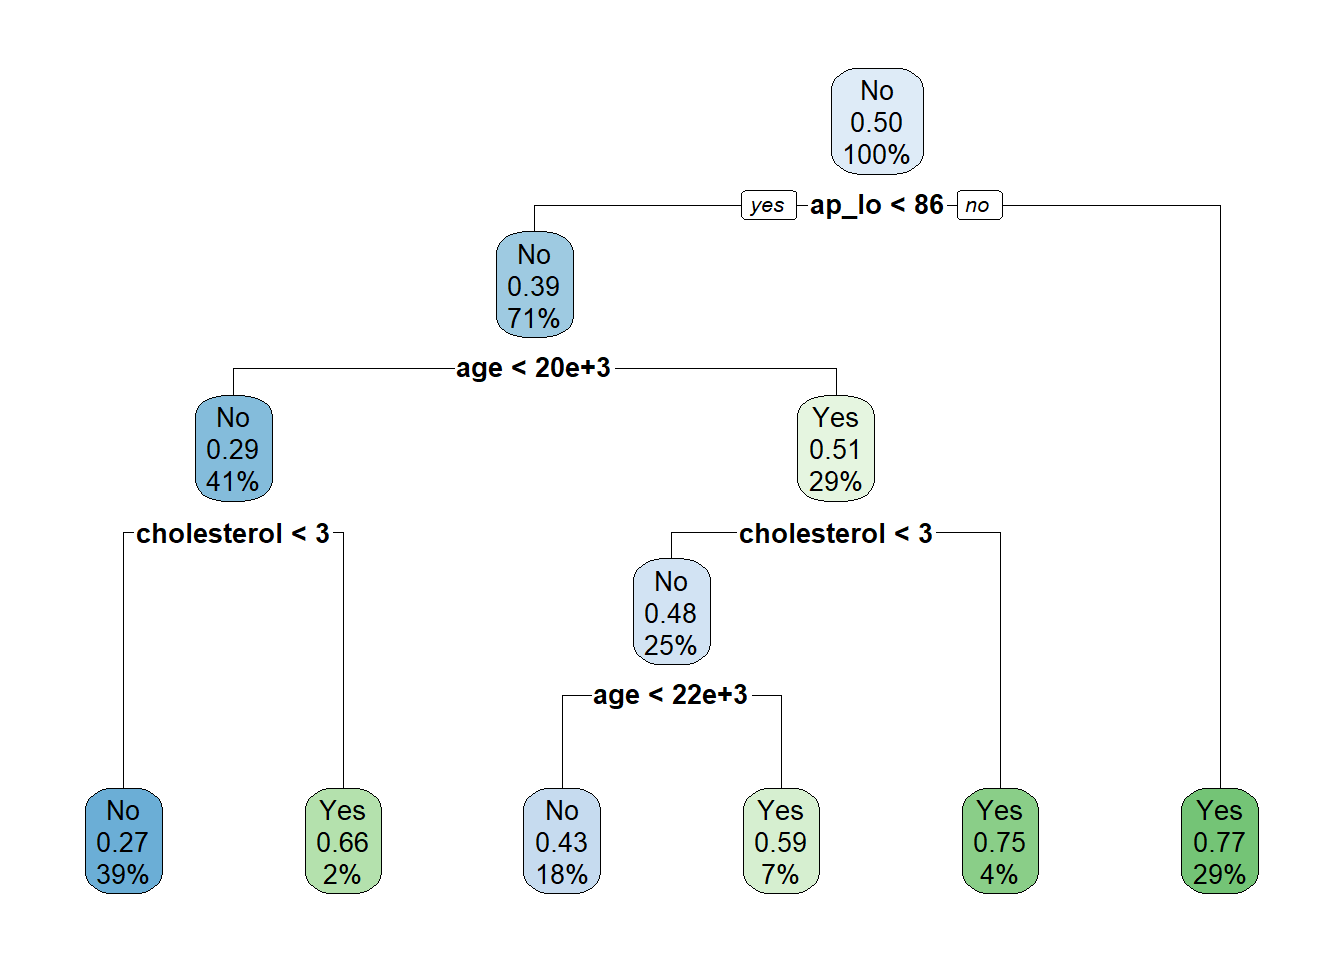 No
0.50
100%
yes ap_lo < 86 no
No
0.39
71%
age < 20e+3
No
0.29
41%
Yes
0.51
29%
cholesterol < 3
cholesterol < 3
No
0.48
25%
age < 22e+3
No
0.27
39%
Yes
0.66
2%
No
0.43
18%
Yes
0.59
7%
Yes
0.75
4%
Yes
0.77
29%